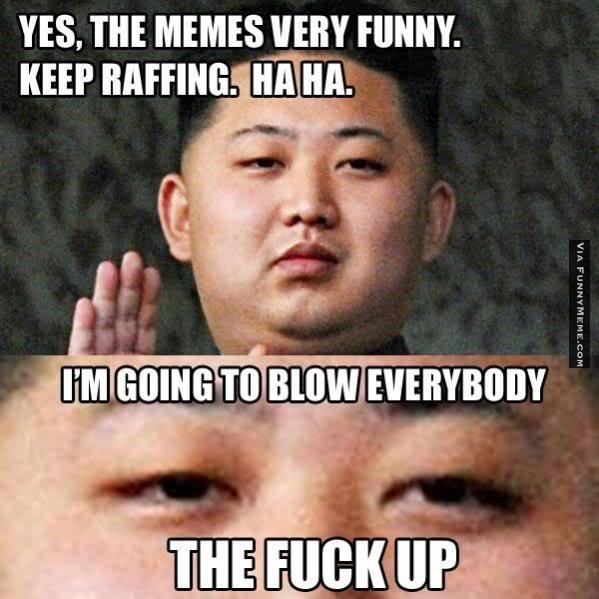 YES, THE MEMES VERY FUNNY.
KEEP RAFFING. HA HA.
VIA FUNNYMEME.COM
I'M GOING TO BLOW EVERYBODY
THE FUCK UP